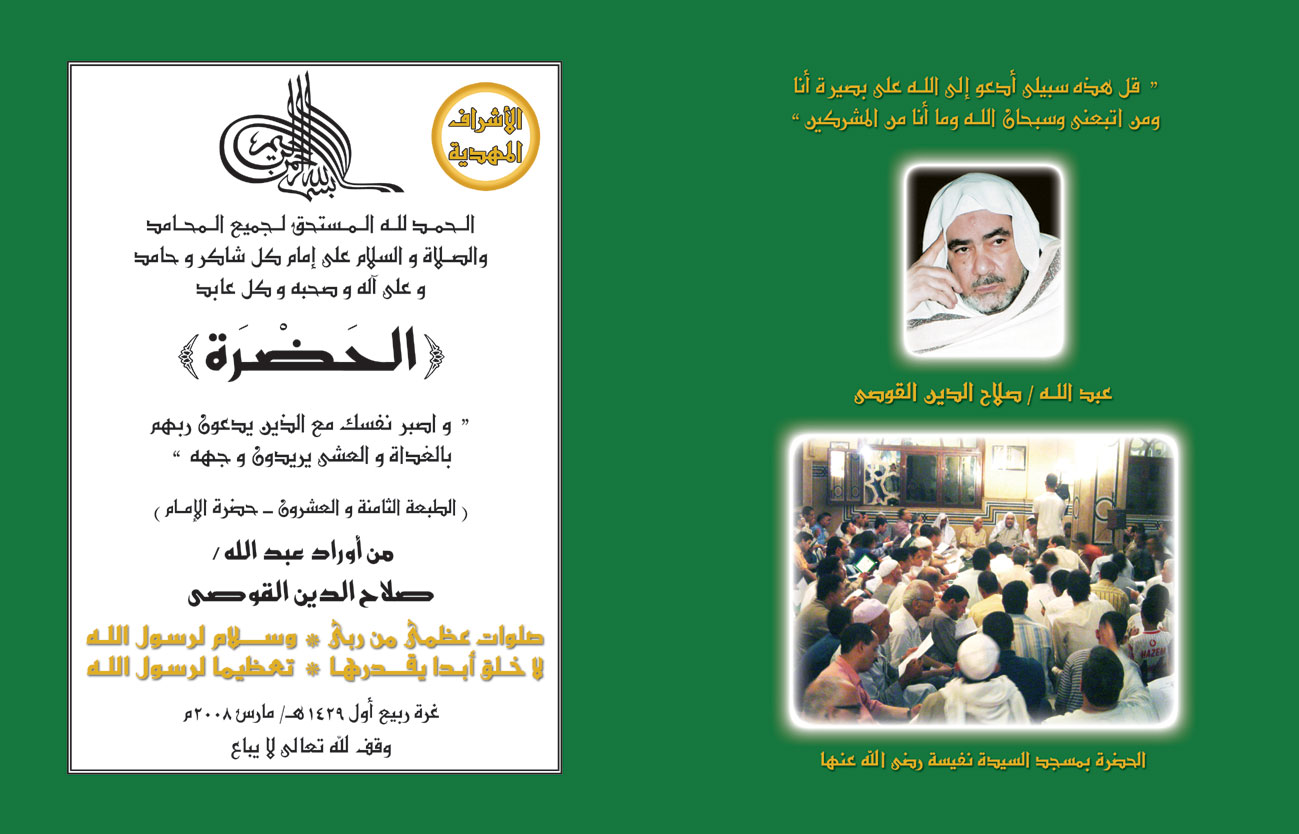 ” قل هذه سبيلى أدعو إلى الله على بصيرة أنا
ومن اتبعنى وسبحان الله وما أنا من المشركين “
عبد الله / صلاح الدين القوصى
HAZEM
الحضرة بمسجد السيدة نفيسة رضى الله عنها
الأشراف
المهدية
بسم الله الرحمن الرحيم
الحمد لله المستحق لجميع المحامد
والصلاة و السلام على إمام كل شاكر و حامد
و على آله و صحبه و كل عابد
﴿ الحَضْرَة ﴾
” و اصبر نفسك مع الذين يدعون ربهم
بالغداة و العشى يريدون و جهه “
( الطبعة الثامنة و العشرون – حضرة الإمام )
من أوراد عبد الله /
صلاح الدين القوصى
صلوات عظمىْ من ربىْ * وســلام لرسول الله
لا خلق أبدا يقدرها * تعظيما لرسول الله
غرة ربيع أول ١٤٢٩هـ/ مارس ٢٠٠٨م
وقف لله تعالى لا يباع